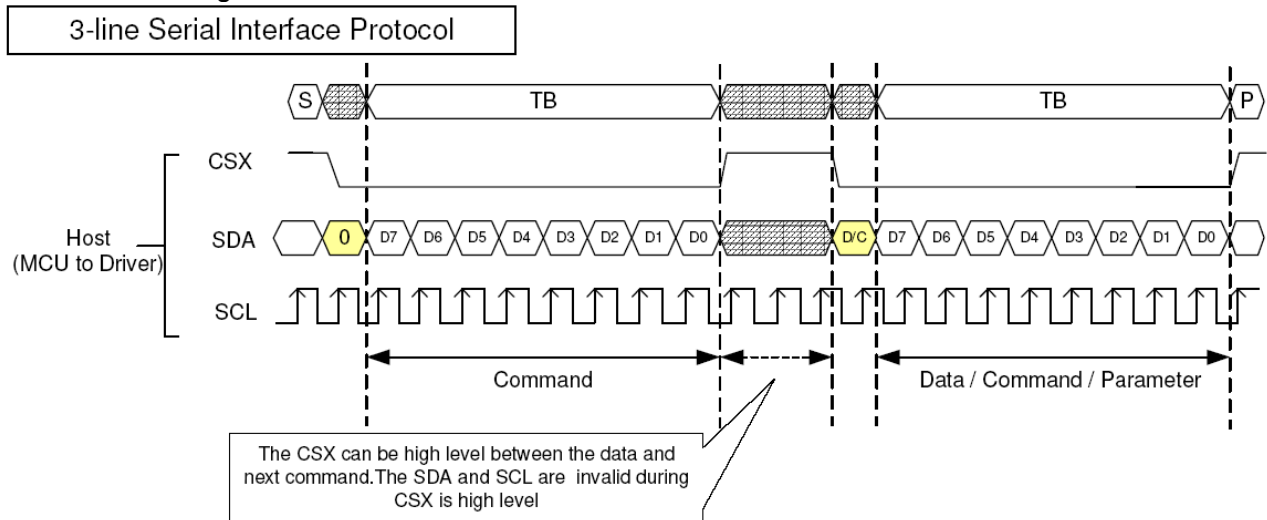 3-line Serial Interface Protocol
S TB TB P
CSX
Host
(MCU to Driver)
SDA 0 D7 D6 D5 D4 D3 D2 D1 D0 D/C D7 D6 D5 D4 D3 D2 D1 D0
SCL
Command Data / Command / Parameter
The CSX can be high level between the data and
next command.The SDA and SCL are invalid during
CSX is high level